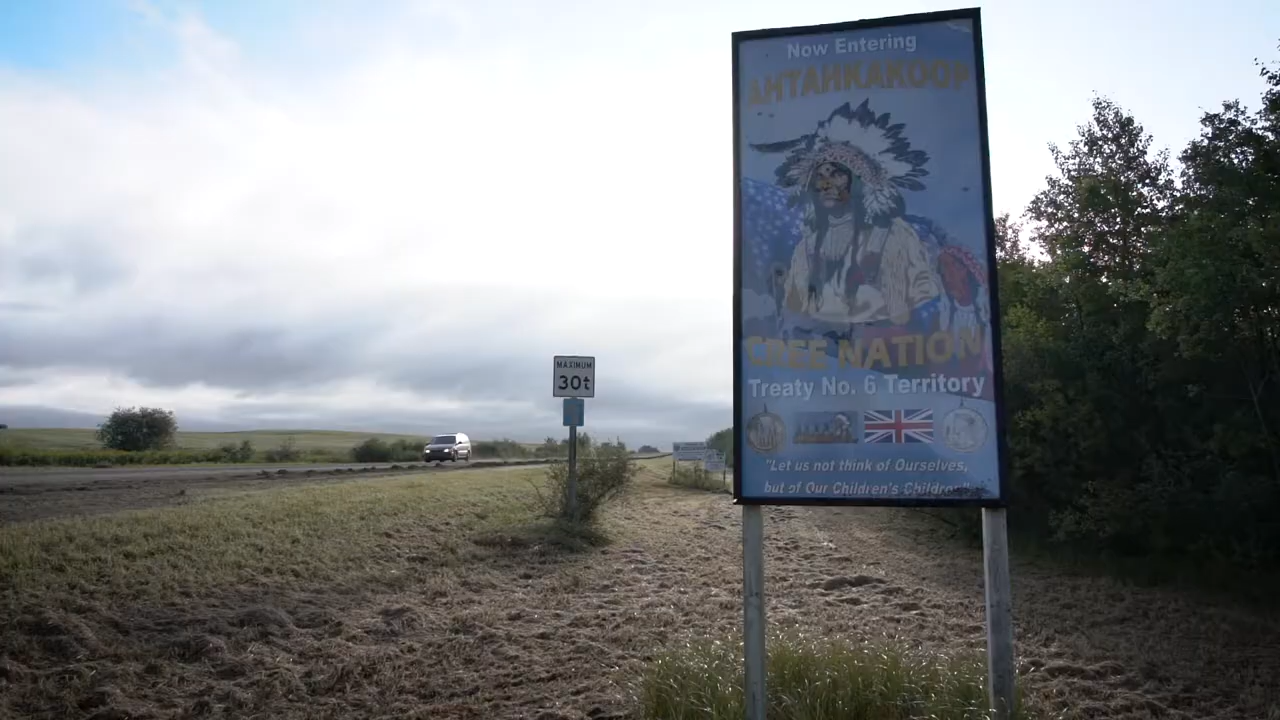 Now Entering
AHTAHKAKOOP
CREE NATION
Treaty No. 6 Territory
"Let us not think of Ourselves,
but of Our Children's Children"
MAXIMUM
30t